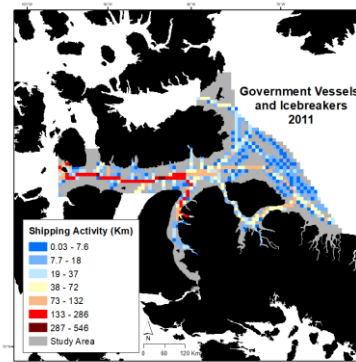 Government Vessels
and Icebreakers
2011
Shipping Activity (Km)
0.03 - 7.6
7.7 - 18
19 - 37
38 - 72
73 - 132
133 - 286
287 - 546
Study Area
N
0
60
120 Km